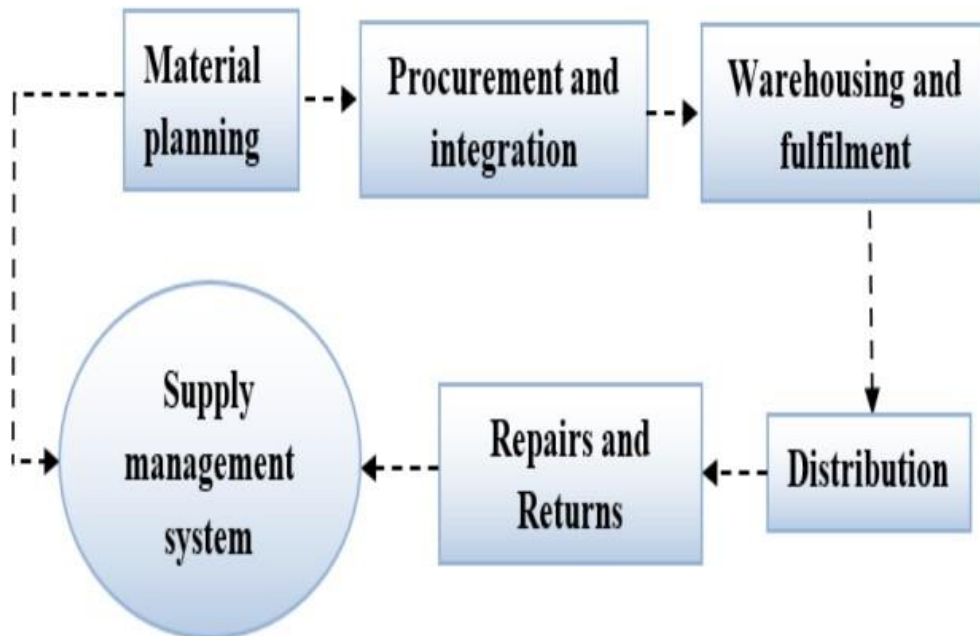 Material
planning
Procurement and
integration
Warehousing and
fulfilment
Distribution
Repairs and
Returns
Supply
management
system